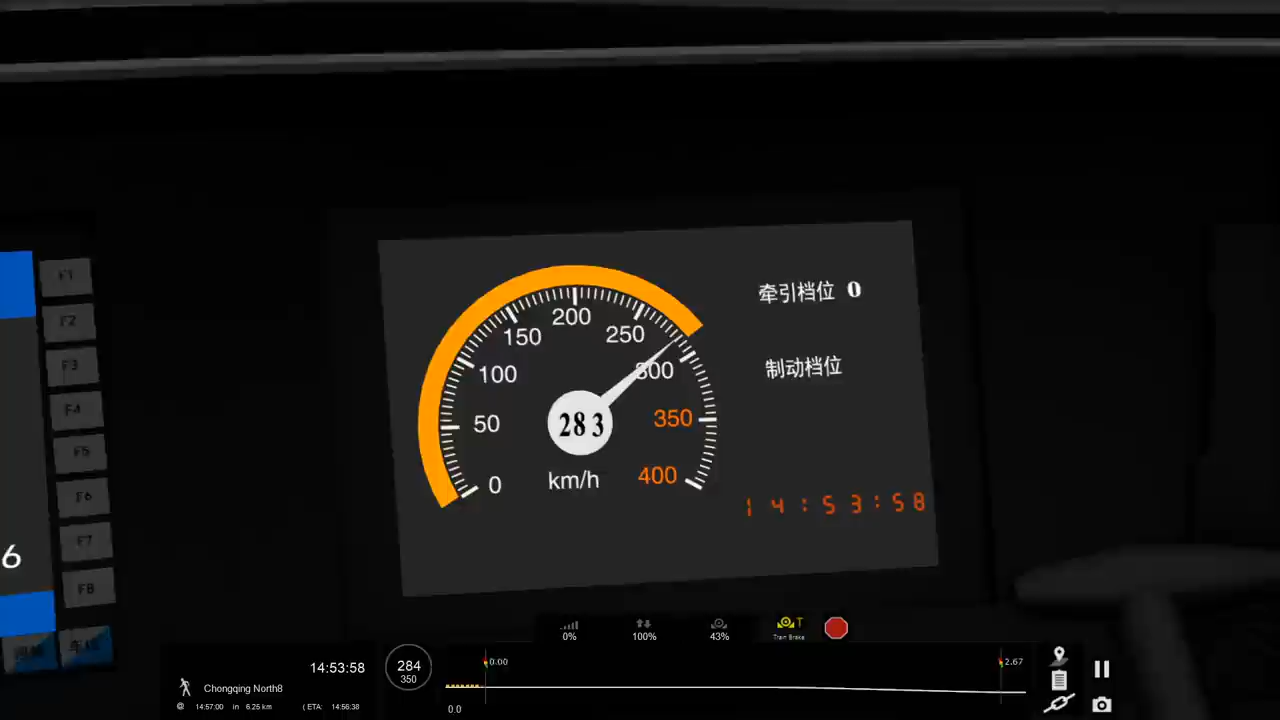 F1
F2
F3
F4
F5
F6
F7
F8
6
0
50
100
150
200
250
300
350
400
283
km/h
牵引档位 0
制动档位
14:53:58
0%
100%
43%
T
Train Brake
14:53:58
Chongqing North8
14:57:00 in 6.25 km (ETA: 14:56:38
284
350
0.00
2.67
0.0